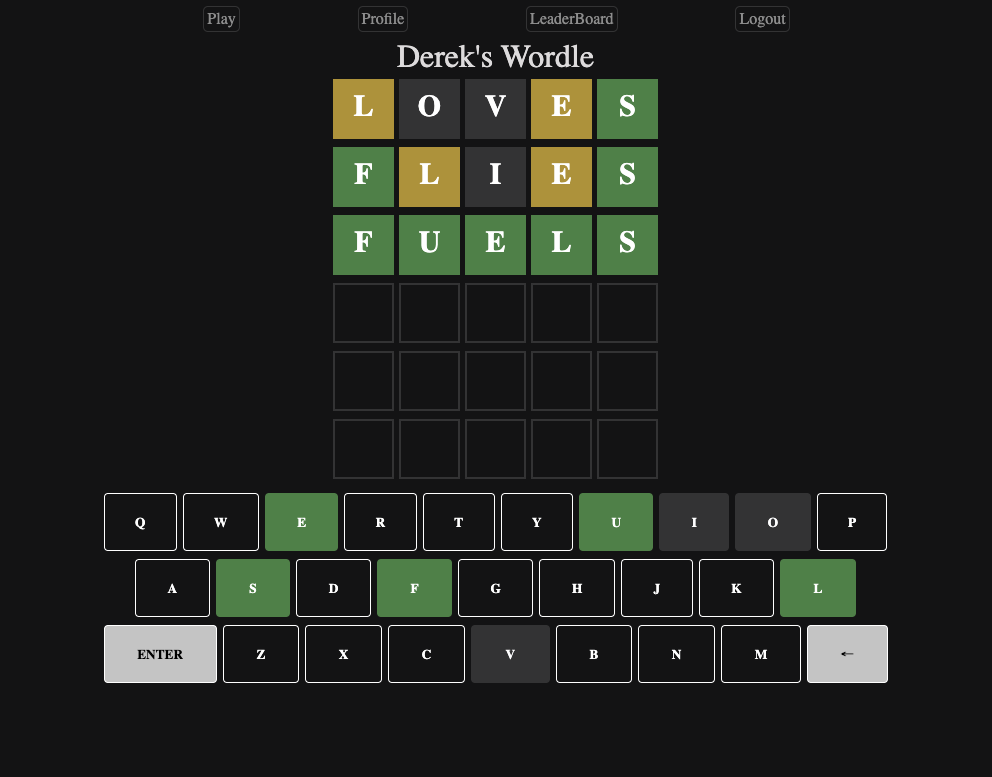 Play Profile LeaderBoard Logout
Derek's Wordle
L O V E S
F L I E S
F U E L S
Q W E R T Y U I O P
A S D F G H J K L
ENTER Z X C V B N M ←